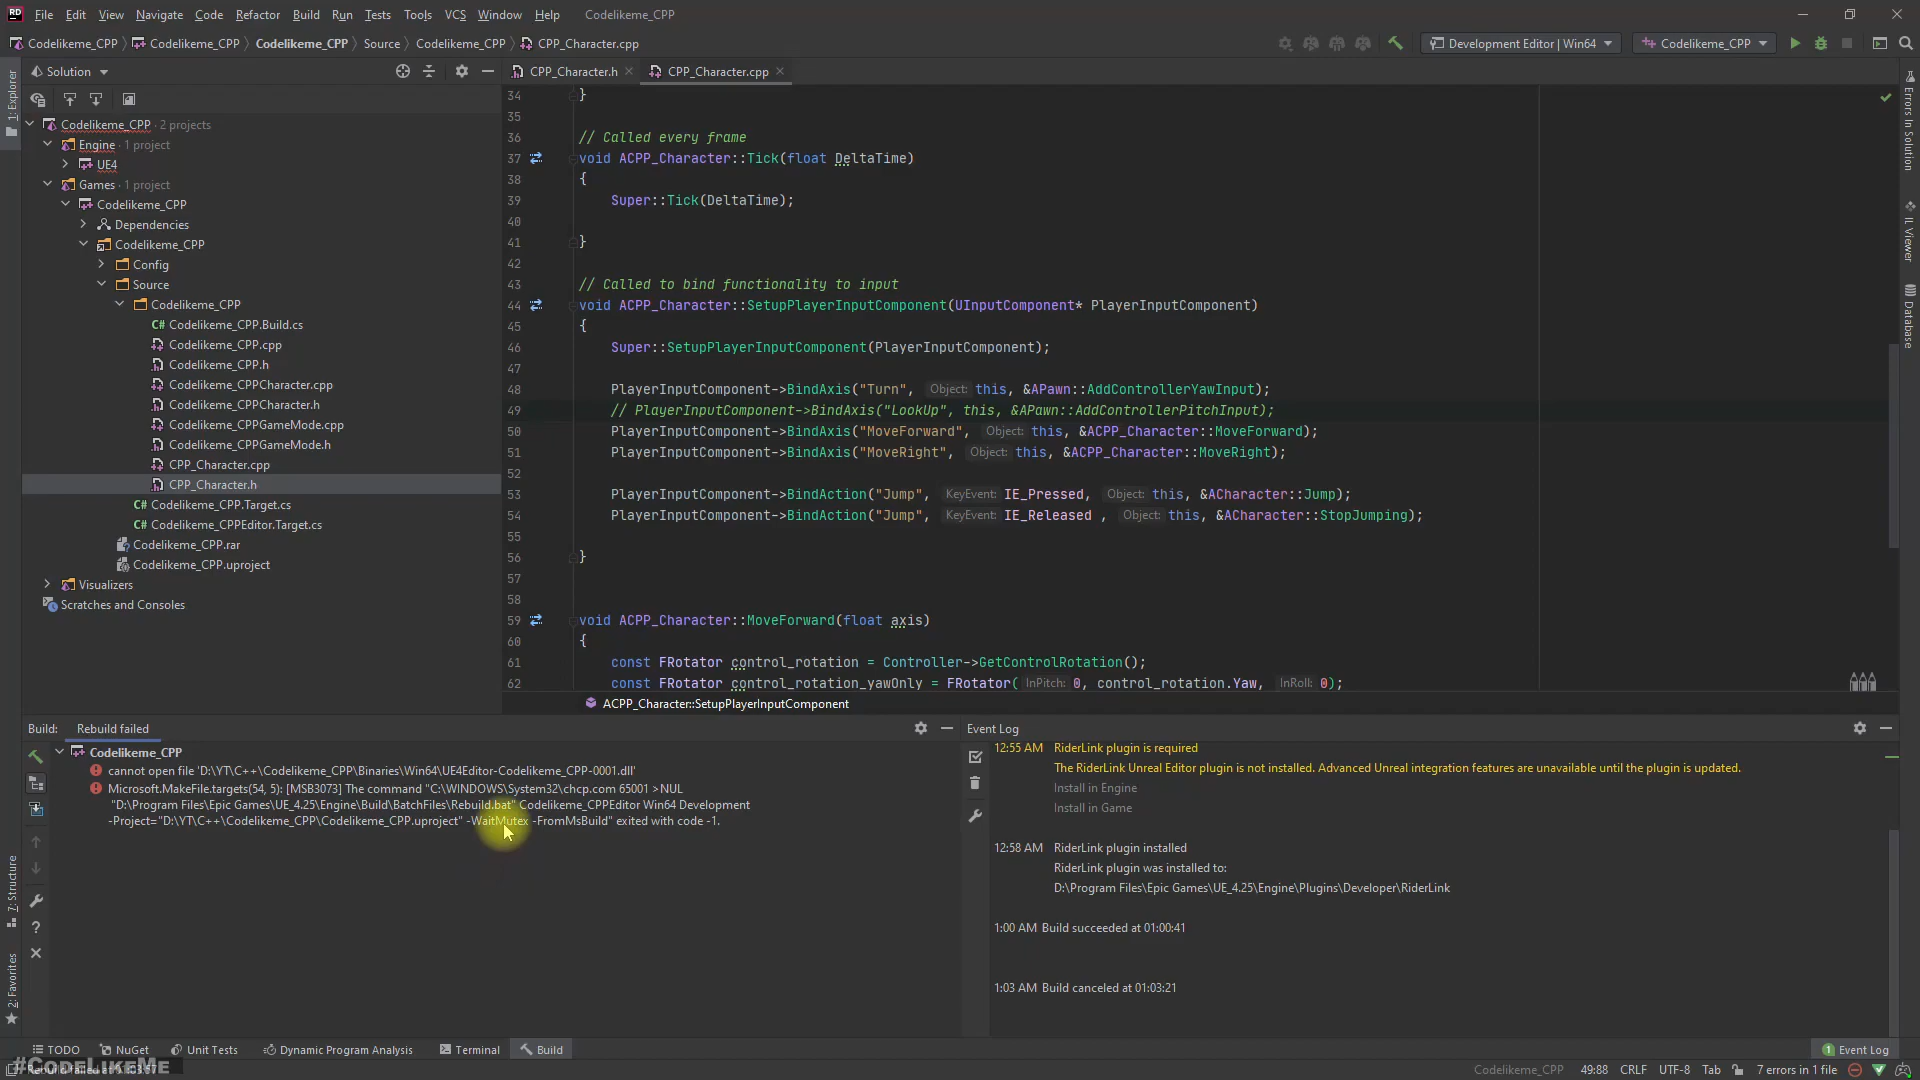 RD File Edit View Navigate Code Refactor Build Run Tests Tools VCS Window Help Codelikeme_CPP
Codelikeme_CPP Codelikeme_CPP Codelikeme_CPP Source Codelikeme_CPP CPP_Character.cpp Development Editor | Win64 Codelikeme_CPP
Solution
CPP_Character.h CPP_Character.cpp
1: Explorer
Codelikeme_CPP · 2 projects
Engine · 1 project
UE4
Games · 1 project
Codelikeme_CPP
Dependencies
Codelikeme_CPP
Config
Source
Codelikeme_CPP
C# Codelikeme_CPP.Build.cs
Codelikeme_CPP.cpp
Codelikeme_CPP.h
Codelikeme_CPPCharacter.cpp
Codelikeme_CPPCharacter.h
Codelikeme_CPPGameMode.cpp
Codelikeme_CPPGameMode.h
CPP_Character.cpp
CPP_Character.h
C# Codelikeme_CPP.Target.cs
C# Codelikeme_CPPEditor.Target.cs
Codelikeme_CPP.rar
Codelikeme_CPP.uproject
Visualizers
Scratches and Consoles
34 }
35
36 // Called every frame
37 void ACPP_Character::Tick(float DeltaTime)
38 {
39 Super::Tick(DeltaTime);
40
41 }
42
43 // Called to bind functionality to input
44 void ACPP_Character::SetupPlayerInputComponent(UInputComponent* PlayerInputComponent)
45 {
46 Super::SetupPlayerInputComponent(PlayerInputComponent);
47
48 PlayerInputComponent->BindAxis("Turn", Object: this, &APawn::AddControllerYawInput);
49 // PlayerInputComponent->BindAxis("LookUp", this, &APawn::AddControllerPitchInput);
50 PlayerInputComponent->BindAxis("MoveForward", Object: this, &ACPP_Character::MoveForward);
51 PlayerInputComponent->BindAxis("MoveRight", Object: this, &ACPP_Character::MoveRight);
52
53 PlayerInputComponent->BindAction("Jump", KeyEvent: IE_Pressed, Object: this, &ACharacter::Jump);
54 PlayerInputComponent->BindAction("Jump", KeyEvent: IE_Released , Object: this, &ACharacter::StopJumping);
55
56 }
57
58
59 void ACPP_Character::MoveForward(float axis)
60 {
61 const FRotator control_rotation = Controller->GetControlRotation();
62 const FRotator control_rotation_yawOnly = FRotator( InPitch: 0, control_rotation.Yaw, InRoll: 0);
ACPP_Character::SetupPlayerInputComponent
Errors In Solution
IL Viewer
Database
Build: Rebuild failed
Codelikeme_CPP
cannot open file 'D:\YT\C++\Codelikeme_CPP\Binaries\Win64\UE4Editor-Codelikeme_CPP-0001.dll'
Microsoft.MakeFile.targets(54, 5): [MSB3073] The command "C:\WINDOWS\System32\chcp.com 65001 >NUL
"D:\Program Files\Epic Games\UE_4.25\Engine\Build\BatchFiles\Rebuild.bat" Codelikeme_CPPEditor Win64 Development
-Project="D:\YT\C++\Codelikeme_CPP\Codelikeme_CPP.uproject" -WaitMutex -FromMsBuild" exited with code -1.
Event Log
12:55 AM RiderLink plugin is required
The RiderLink Unreal Editor plugin is not installed. Advanced Unreal integration features are unavailable until the plugin is updated.
Install in Engine
Install in Game
12:58 AM RiderLink plugin installed
RiderLink plugin was installed to:
D:\Program Files\Epic Games\UE_4.25\Engine\Plugins\Developer\RiderLink
1:00 AM Build succeeded at 01:00:41
1:03 AM Build canceled at 01:03:21
7: Structure
2: Favorites
TODO NuGet Unit Tests Dynamic Program Analysis Terminal Build 1 Event Log
#CODELIKEME
Codelikeme_CPP 49:88 CRLF UTF-8 Tab 7 errors in 1 file